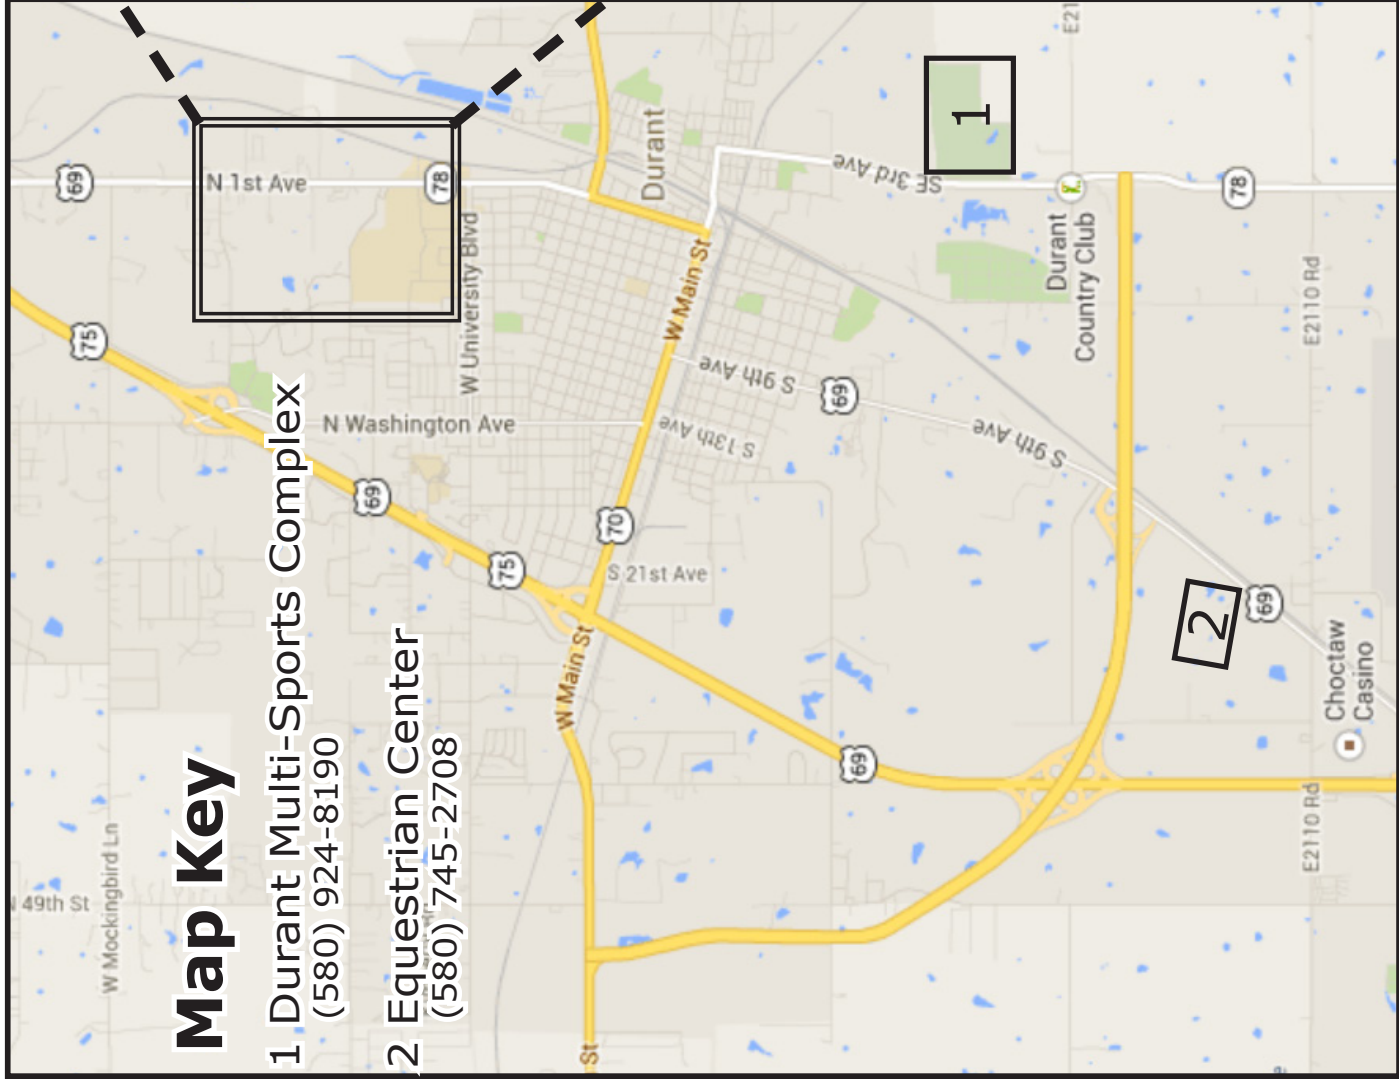 Map Key
1 Durant Multi-Sports Complex
(580) 924-8190
2 Equestrian Center
(580) 745-2708
N 49th St
W Mockingbird Ln
75
69
N 1st Ave
78
W University Blvd
N Washington Ave
69
75
W Main St
70
S 21st Ave
W Main St
St
Durant
S 13th Ave
S 9th Ave
69
S 9th Ave
SE 3rd Ave
1
E21
Durant
Country Club
78
E2110 Rd
69
2
69
Choctaw
Casino
E2110 Rd